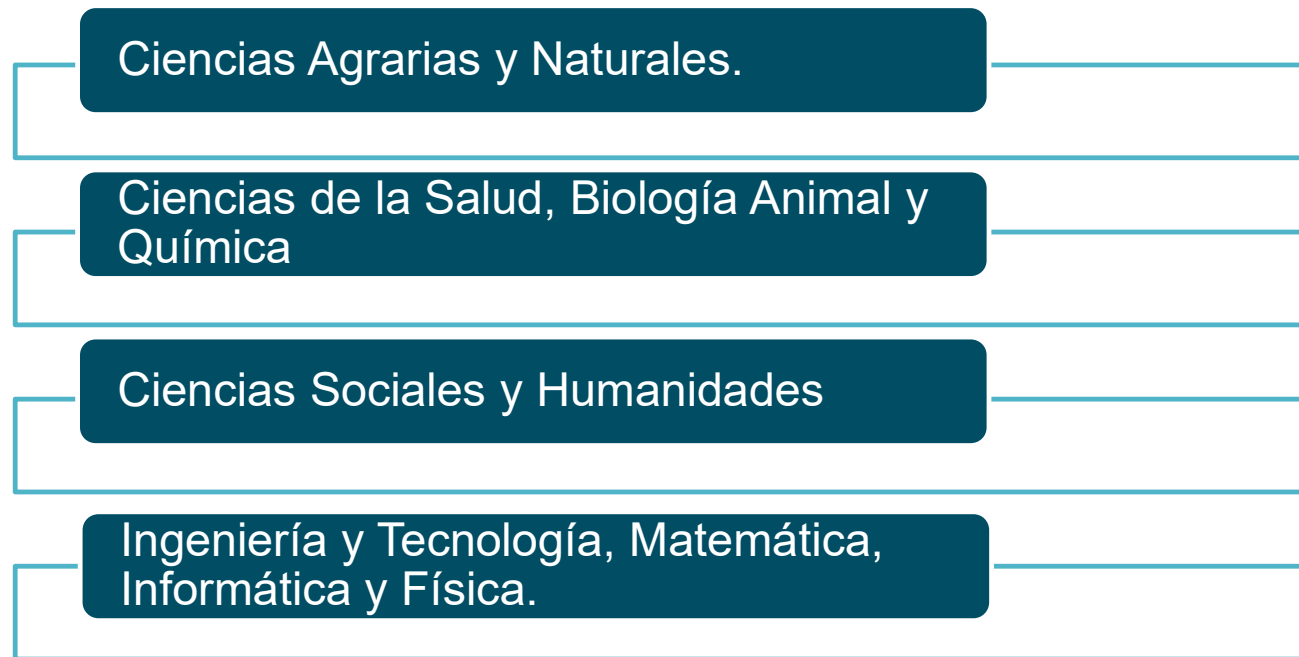 Ciencias Agrarias y Naturales.
Ciencias de la Salud, Biología Animal y
Química
Ciencias Sociales y Humanidades
Ingeniería y Tecnología, Matemática,
Informática y Física.